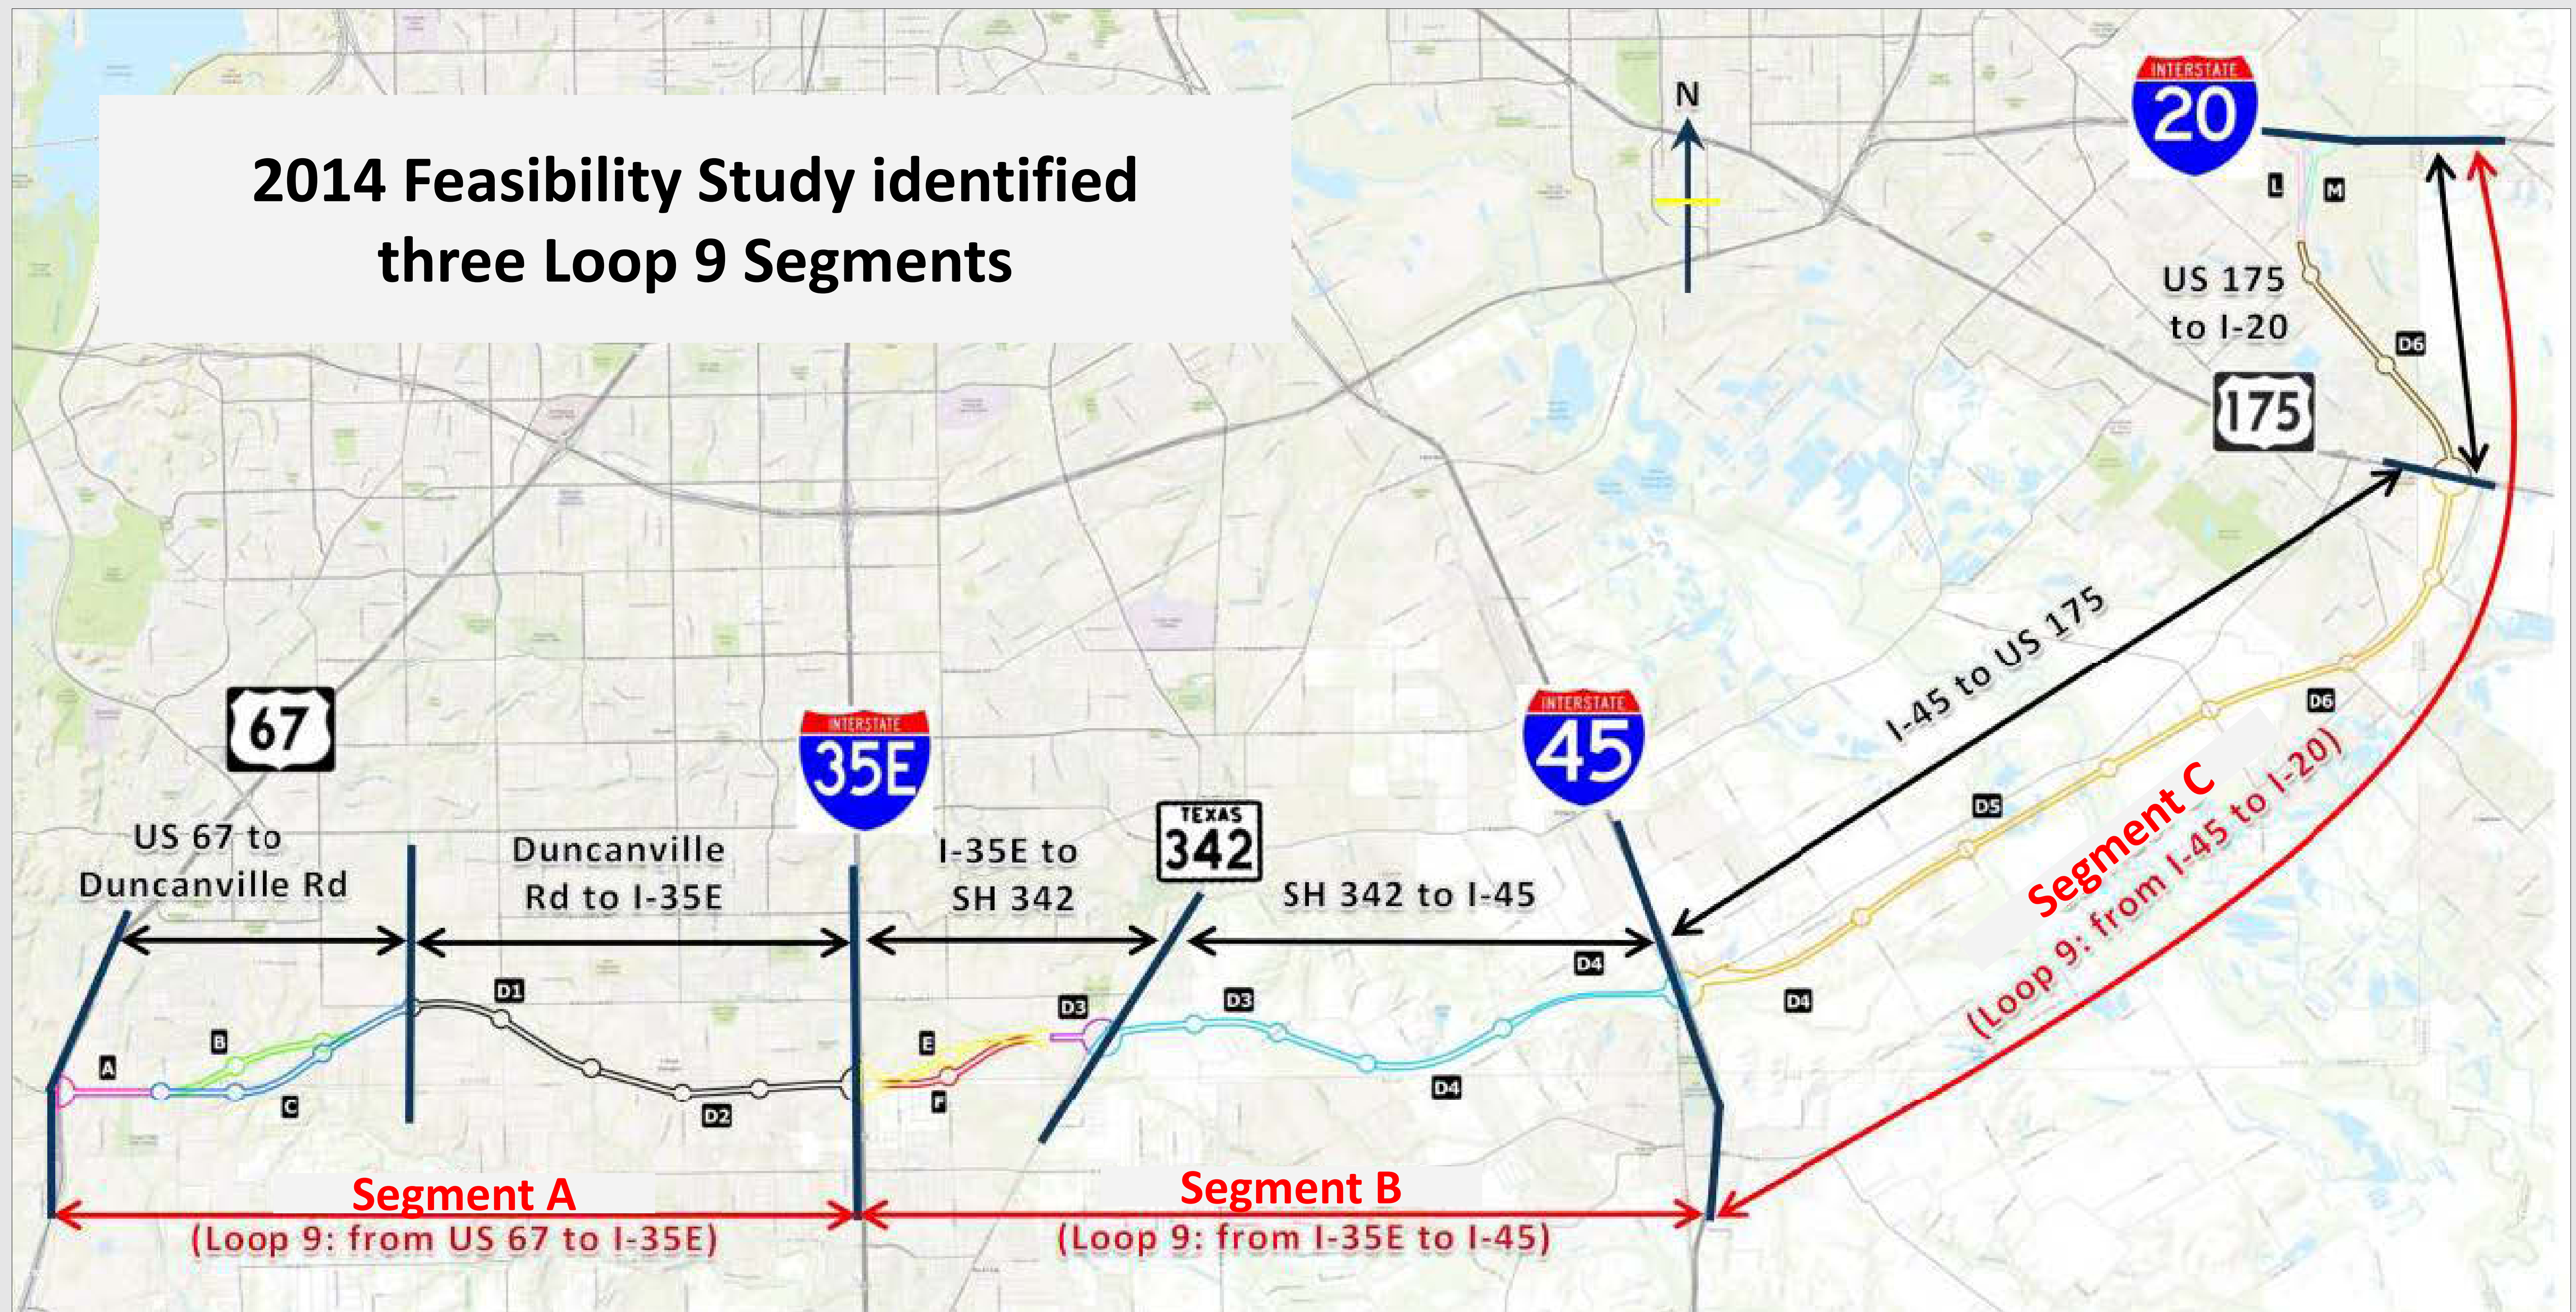 2014 Feasibility Study identified
three Loop 9 Segments
N
INTERSTATE
20
L
M
US 175
to I-20
D6
175
I-45 to US 175
D6
67
INTERSTATE
35E
INTERSTATE
45
TEXAS
342
US 67 to
Duncanville Rd
Duncanville
Rd to I-35E
I-35E to
SH 342
SH 342 to I-45
D5
Segment C
(Loop 9: from I-45 to I-20)
D4
D4
D1
D3
D3
B
E
A
C
F
D2
D4
Segment A
(Loop 9: from US 67 to I-35E)
Segment B
(Loop 9: from I-35E to I-45)